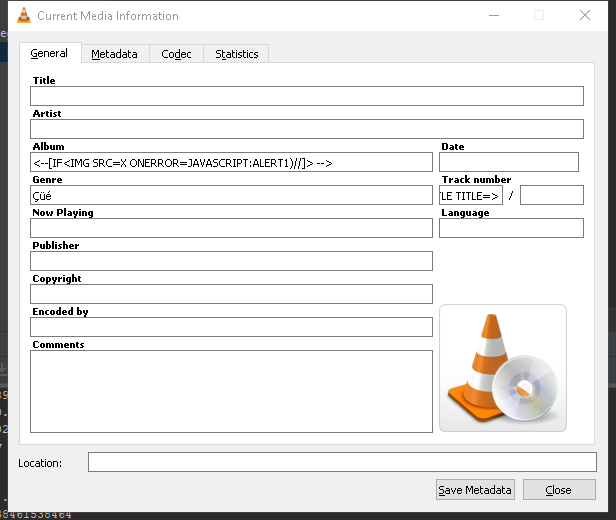 Current Media Information
General Metadata Codec Statistics
Title
Artist
Album Date
<--[IF<IMG SRC=X ONERROR=JAVASCRIPT:ALERT1)//]> -->
Genre Track number
Çüé LE TITLE=> /
Now Playing Language
Publisher
Copyright
Encoded by
Comments
Location:
Save Metadata Close
38461538464